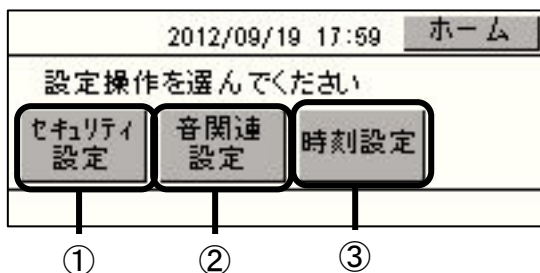 2012/09/19 17:59 ホーム
設定操作を選んでください
セキュリティ
設定
音関連
設定
時刻設定
① ② ③